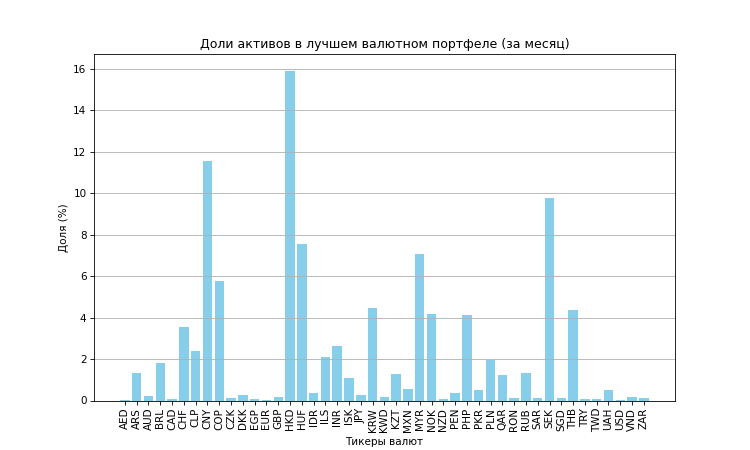 Доли активов в лучшем валютном портфеле (за месяц)
16
14
12
10
8
6
4
2
0
Доля (%)
AED ARS AUD BRL CAD CHF CLP CNY COP CZK DKK EGP EUR GBP HKD HUF IDR ILS INR ISK JPY KRW KWD KZT MXN MYR NOK NZD PEN PHP PKR PLN QAR RON RUB SAR SEK SGD THB TRY TWD UAH USD VND ZAR
Тикеры валют